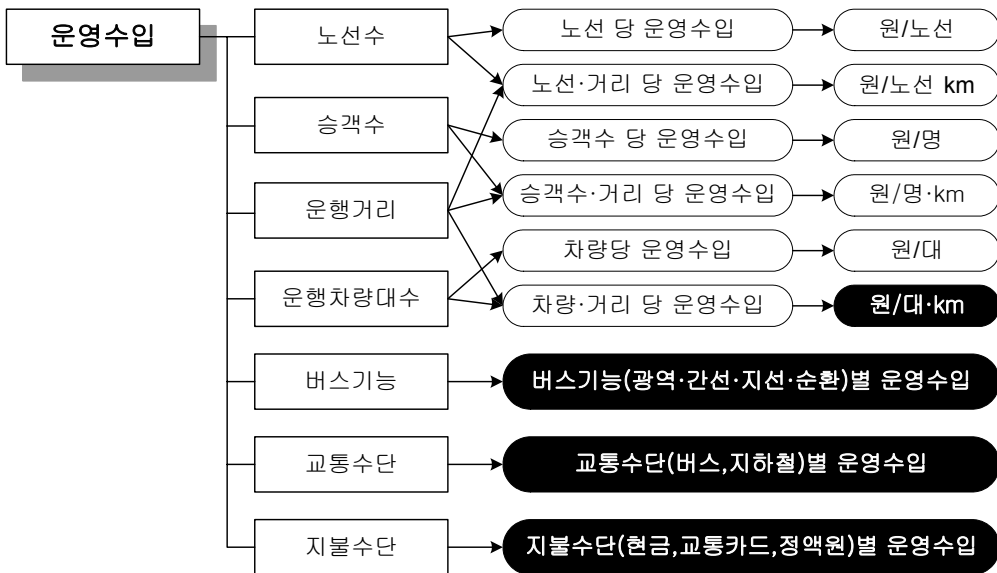 운영수입
노선수
노선 당 운영수입
원/노선
노선·거리 당 운영수입
원/노선 km
승객수
승객수 당 운영수입
원/명
운행거리
승객수·거리 당 운영수입
원/명·km
차량당 운영수입
원/대
운행차량대수
차량·거리 당 운영수입
원/대·km
버스기능
버스기능(광역·간선·지선·순환)별 운영수입
교통수단
교통수단(버스,지하철)별 운영수입
지불수단
지불수단(현금,교통카드,정액원)별 운영수입